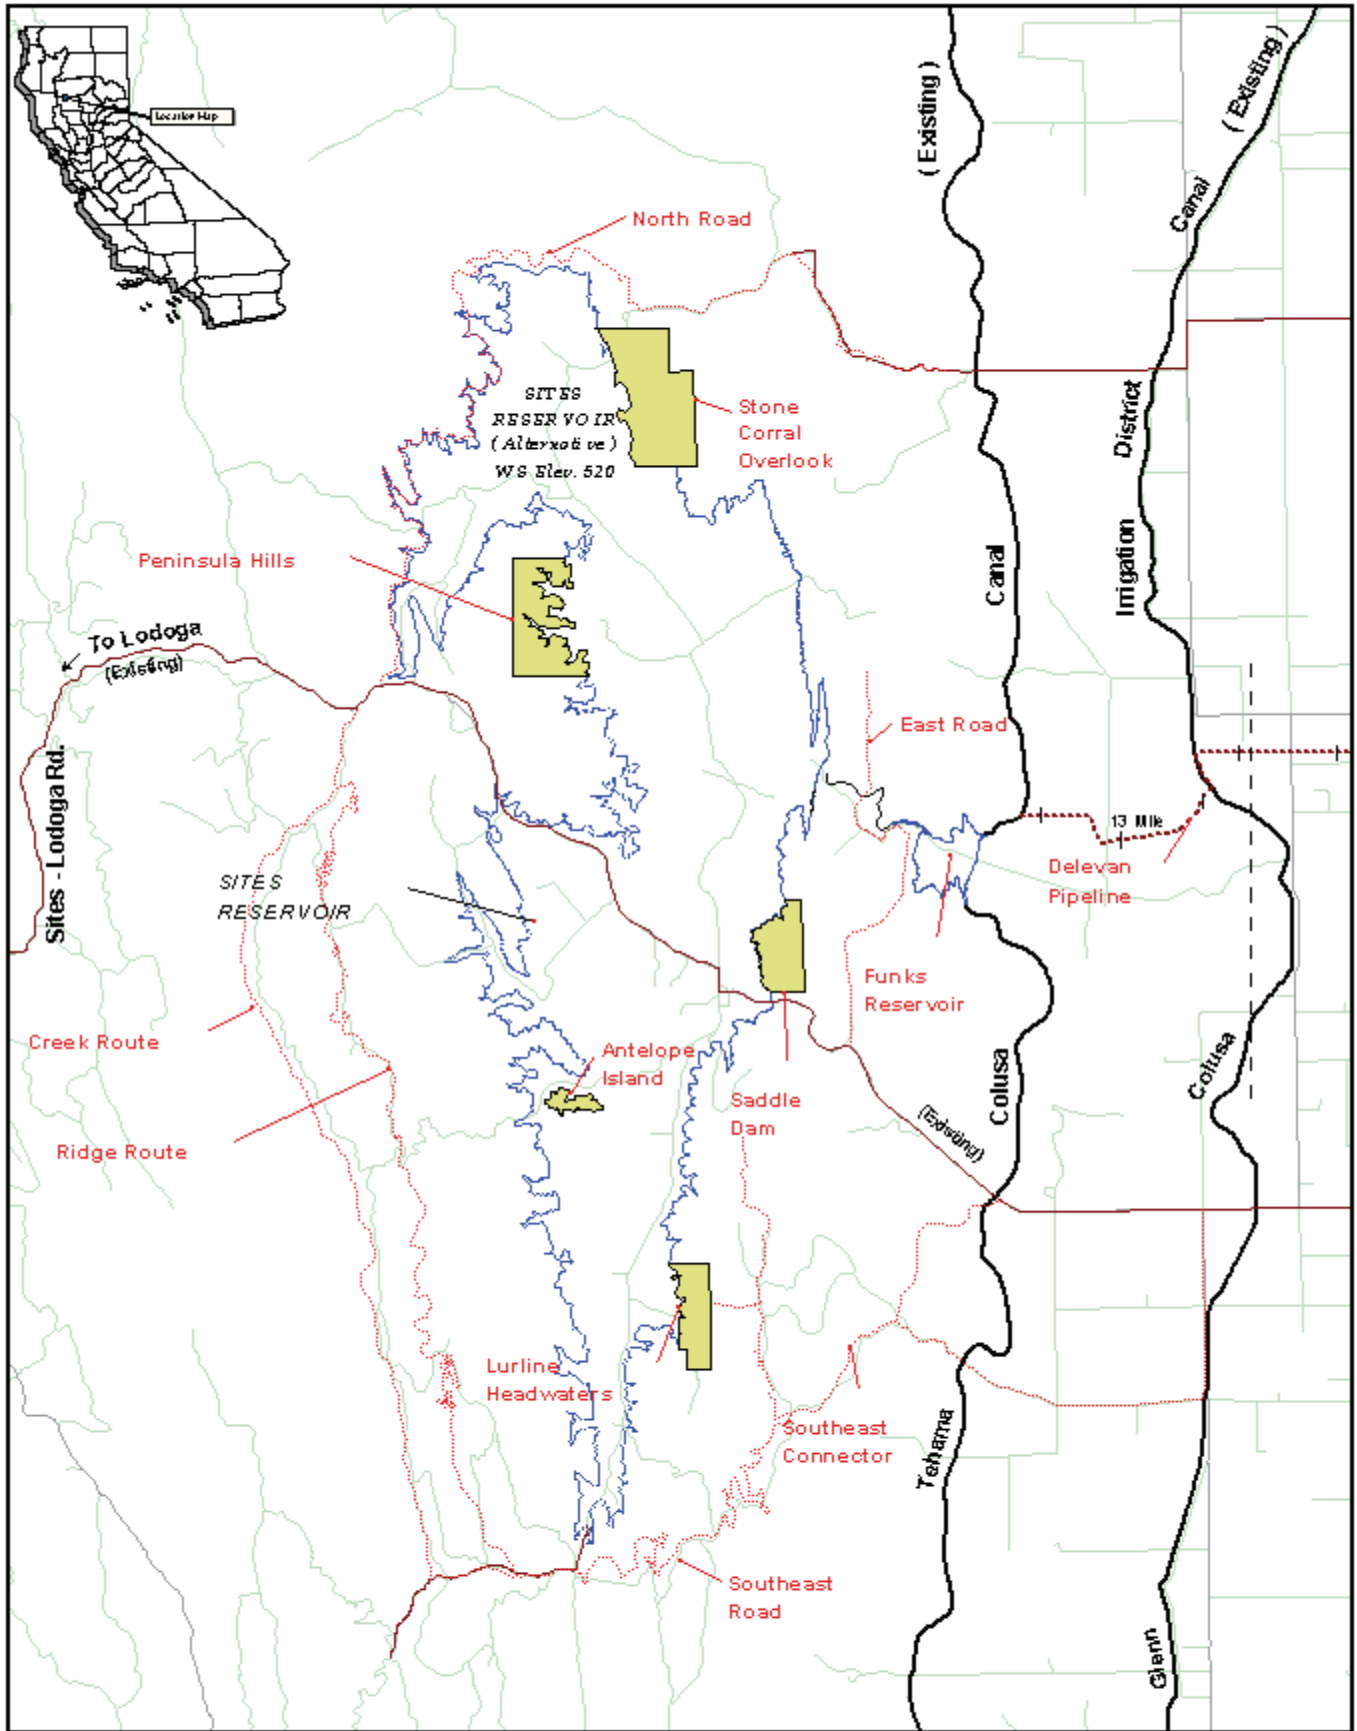 Location Map
( Existing )
( Existing )
Canal
North Road
SITES
RESERVOIR
( Alternative )
WS Elev. 520
Stone
Corral
Overlook
District
Irrigation
Canal
Peninsula Hills
To Lodoga
(Existing)
Sites - Lodoga Rd.
East Road
13 Mile
Delevan
Pipeline
SITES
RESERVOIR
Funks
Reservoir
Creek Route
Antelope
Island
Colusa
Colusa
Saddle
Dam
(Existing)
Ridge Route
Lurline
Headwaters
Southeast
Connector
Tehama
Southeast
Road
Glenn